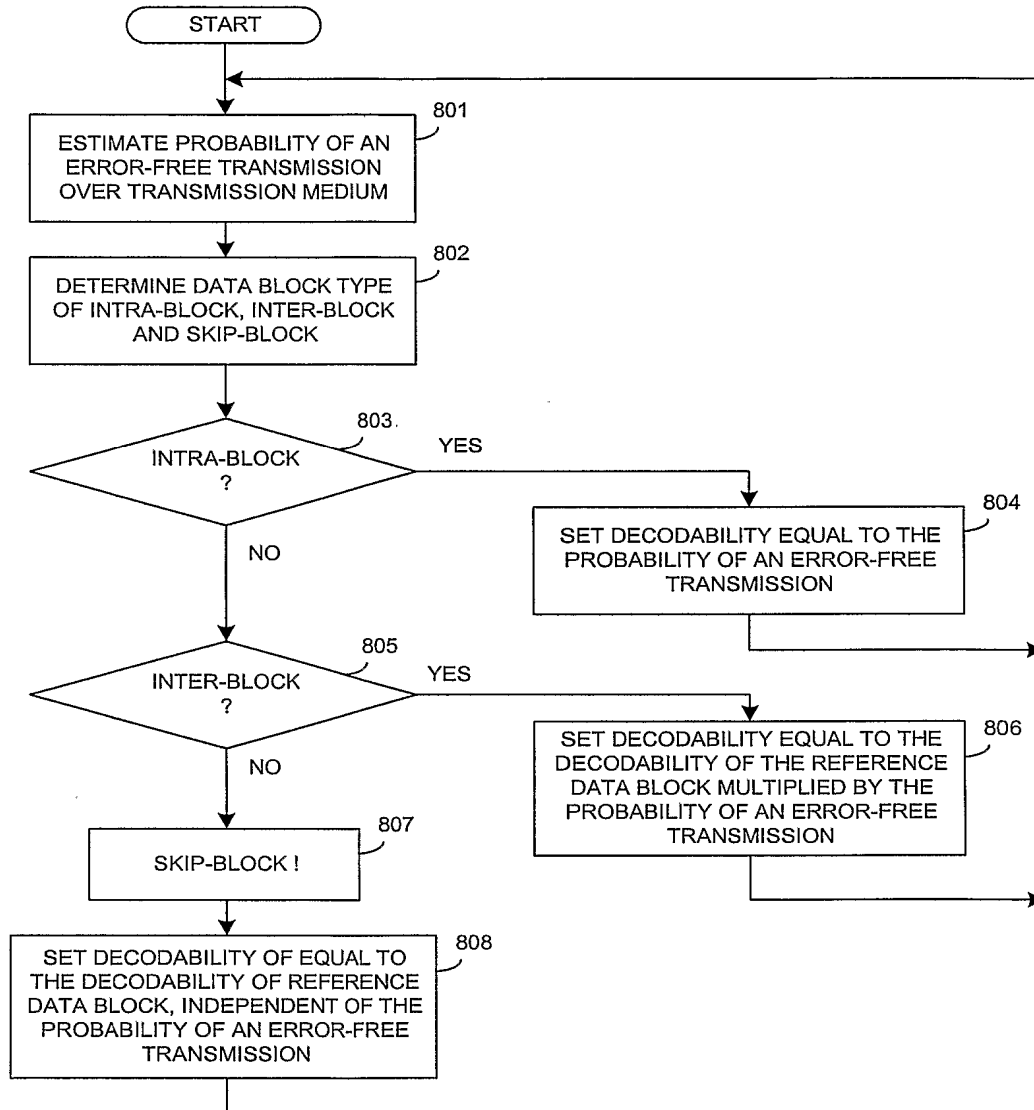 START
801
ESTIMATE PROBABILITY OF AN
ERROR-FREE TRANSMISSION
OVER TRANSMISSION MEDIUM
802
DETERMINE DATA BLOCK TYPE
OF INTRA-BLOCK, INTER-BLOCK
AND SKIP-BLOCK
803
INTRA-BLOCK
?
YES
NO
804
SET DECODABILITY EQUAL TO THE
PROBABILITY OF AN ERROR-FREE
TRANSMISSION
805
INTER-BLOCK
?
YES
NO
806
SET DECODABILITY EQUAL TO THE
DECODABILITY OF THE REFERENCE
DATA BLOCK MULTIPLIED BY THE
PROBABILITY OF AN ERROR-FREE
TRANSMISSION
807
SKIP-BLOCK !
808
SET DECODABILITY OF EQUAL TO
THE DECODABILITY OF REFERENCE
DATA BLOCK, INDEPENDENT OF THE
PROBABILITY OF AN ERROR-FREE
TRANSMISSION